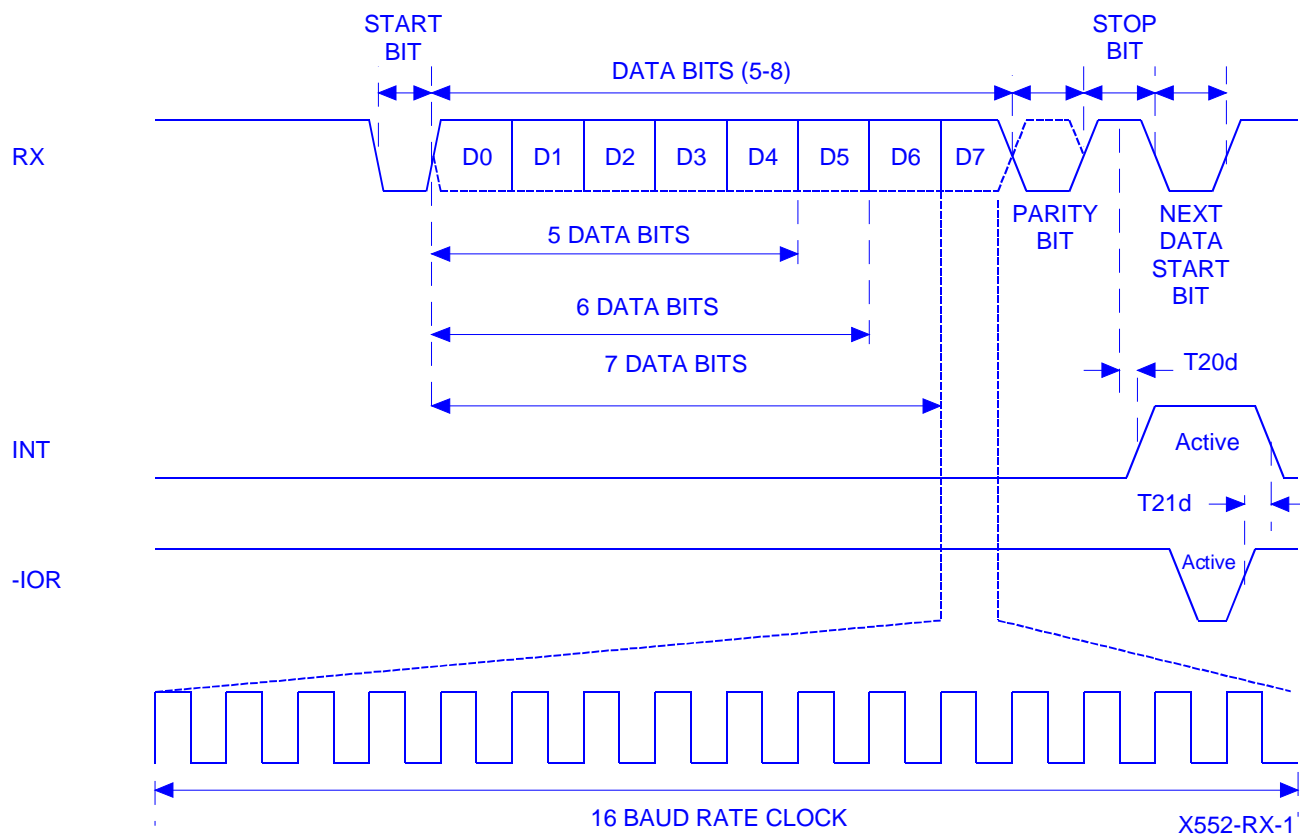 START
BIT
STOP
BIT
DATA BITS (5-8)
RX
D0 D1 D2 D3 D4 D5 D6 D7
PARITY
BIT
NEXT
DATA
START
BIT
5 DATA BITS
6 DATA BITS
7 DATA BITS
T20d
INT
Active
T21d
-IOR
Active
16 BAUD RATE CLOCK
X552-RX-1